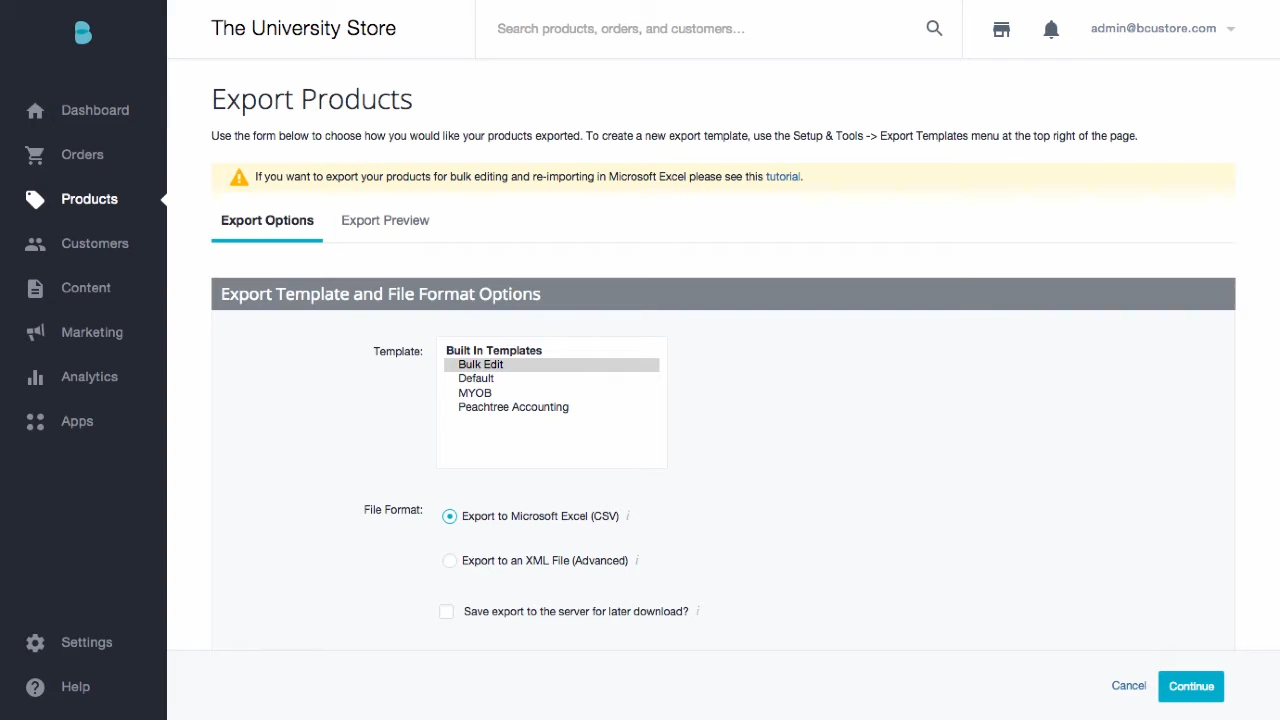 The University Store
Search products, orders, and customers...
admin@bcustore.com
Dashboard
Orders
Products
Customers
Content
Marketing
Analytics
Apps
Settings
Help
Export Products
Use the form below to choose how you would like your products exported. To create a new export template, use the Setup & Tools -> Export Templates menu at the top right of the page.
If you want to export your products for bulk editing and re-importing in Microsoft Excel please see this tutorial.
Export Options
Export Preview
Export Template and File Format Options
Template:
Built In Templates
Bulk Edit
Default
MYOB
Peachtree Accounting
File Format:
Export to Microsoft Excel (CSV) i
Export to an XML File (Advanced) i
Save export to the server for later download? i
Cancel
Continue